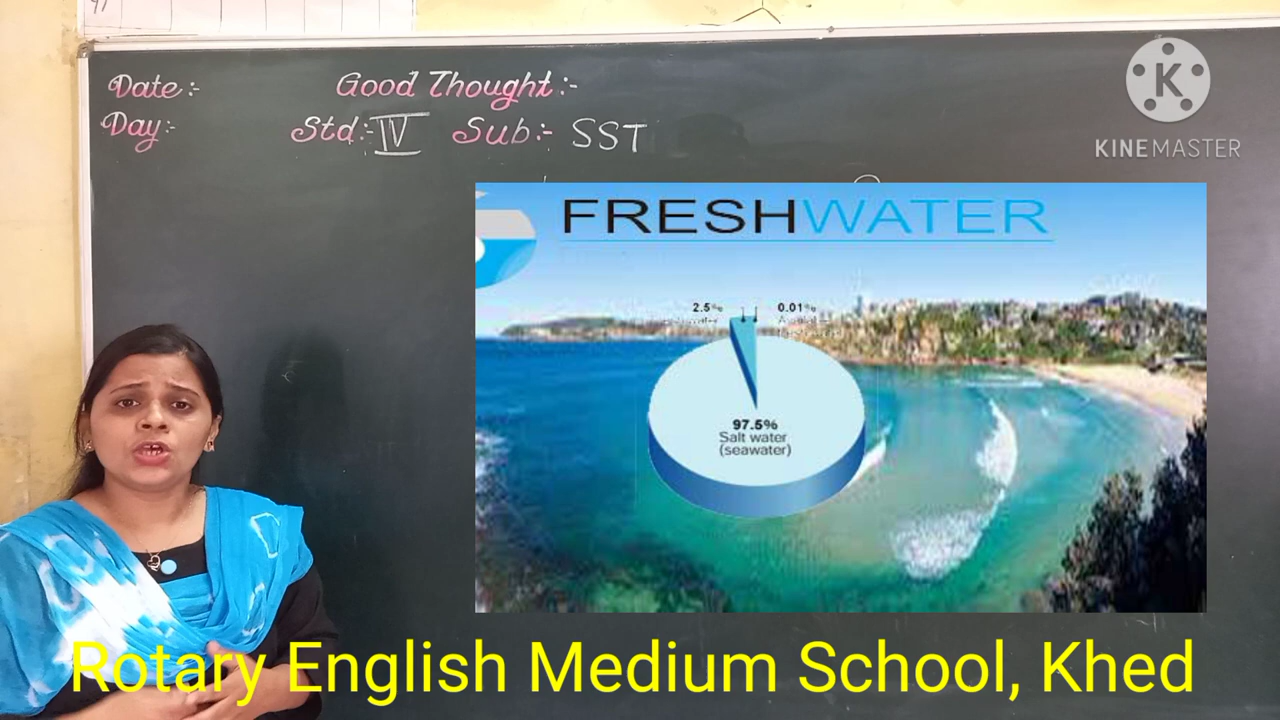 Date:- Good Thought:-
Day:- Std:- IV Sub:- SST
K
KINEMASTER
FRESHWATER
2.5% 0.01%
97.5%
Salt water
(seawater)
Rotary English Medium School, Khed